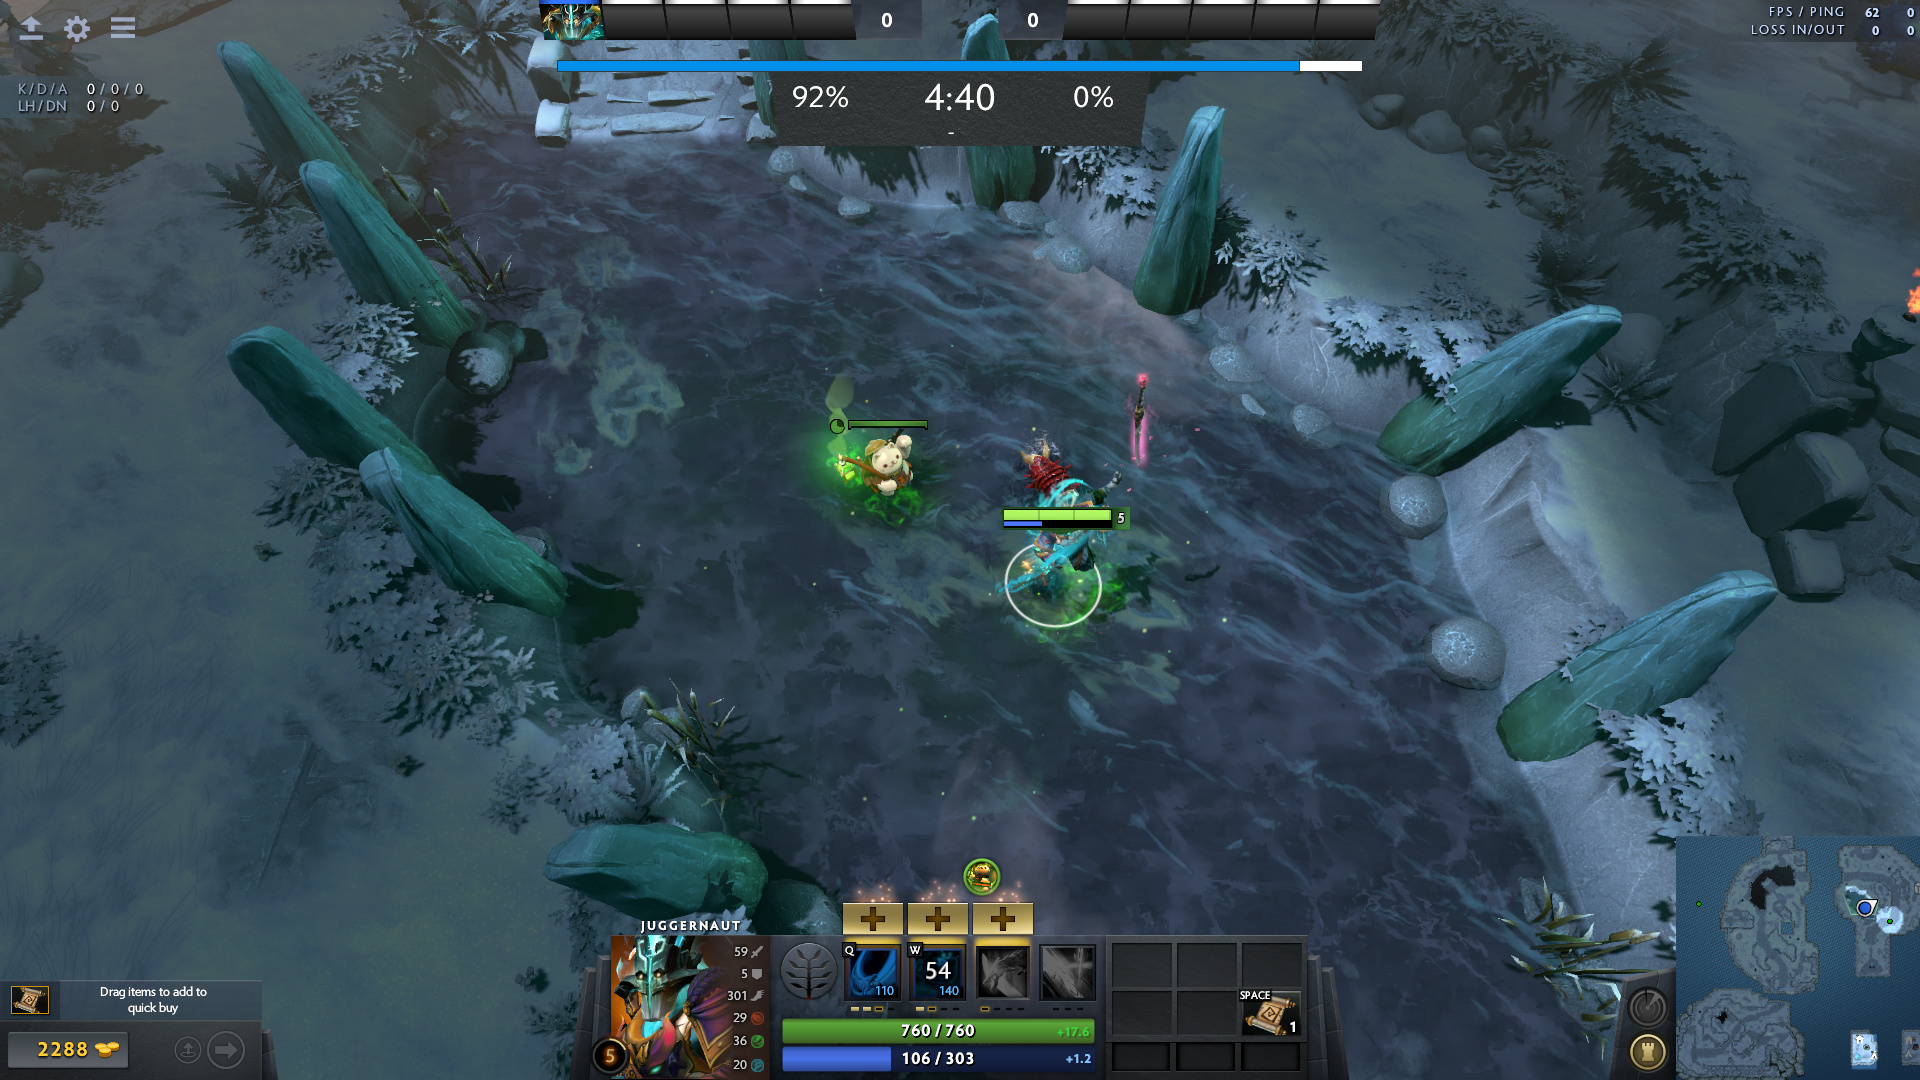 0
0
FPS / PING 62 0
LOSS IN/OUT 0 0
K/D/A 0 / 0 / 0
LH/DN 0 / 0
92% 4:40 0%
-
5
JUGGERNAUT
59
5
301
29
36
20
5
Q
110
W
54
140
760 / 760 +17.6
106 / 303 +1.2
SPACE
1
Drag items to add to
quick buy
2288